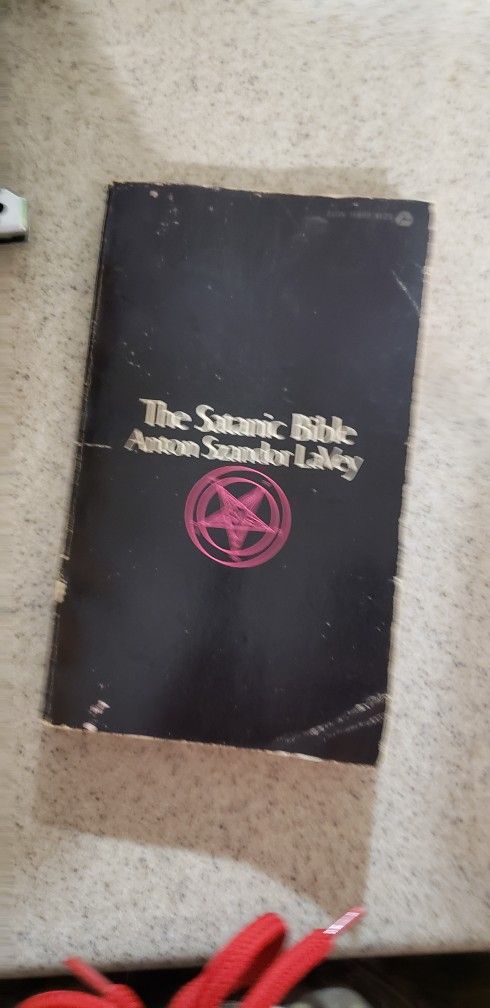 The Satanic Bible
Anton Szandor LaVey